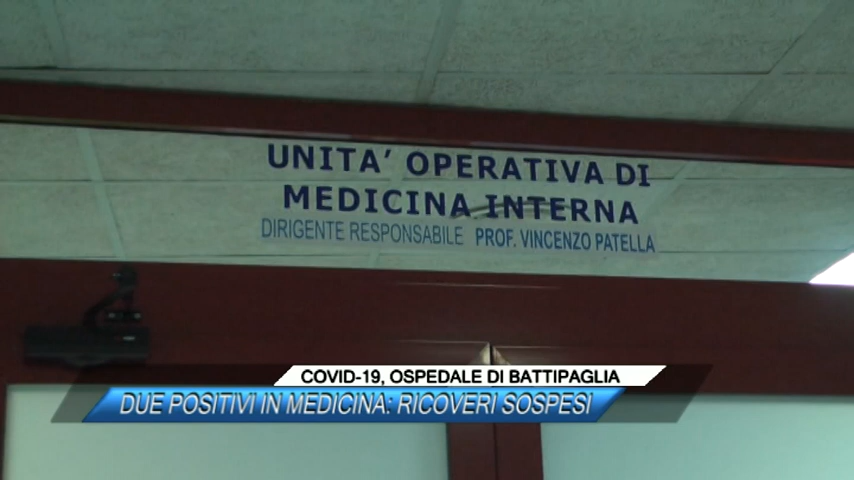 UNITA' OPERATIVA DI
MEDICINA INTERNA
DIRIGENTE RESPONSABILE PROF. VINCENZO PATELLA
COVID-19, OSPEDALE DI BATTIPAGLIA
DUE POSITIVI IN MEDICINA: RICOVERI SOSPESI